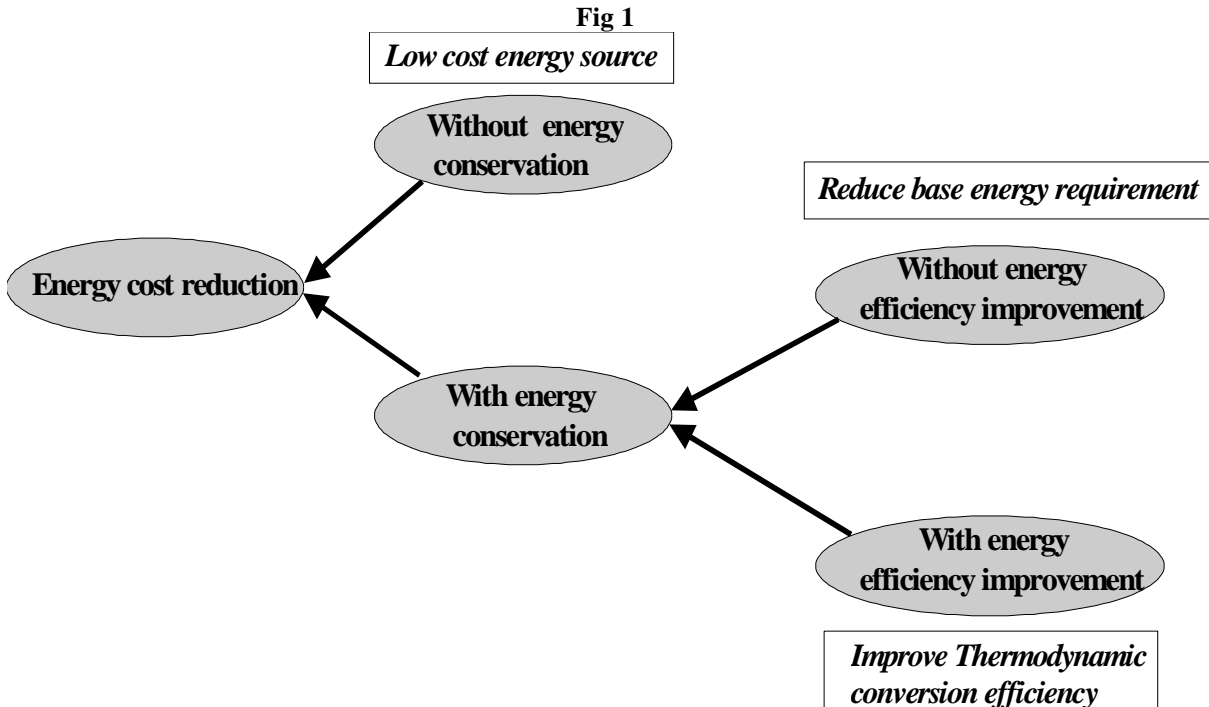 Fig 1
Low cost energy source
Without energy
conservation
Reduce base energy requirement
Energy cost reduction
Without energy
efficiency improvement
With energy
conservation
With energy
efficiency improvement
Improve Thermodynamic
conversion efficiency